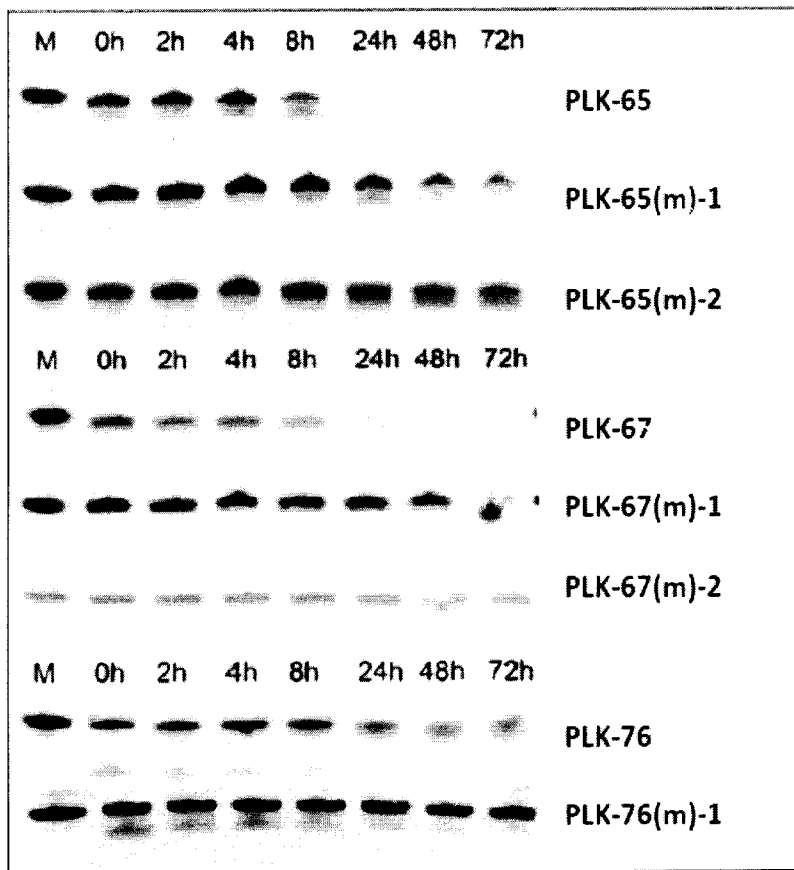 M 0h 2h 4h 8h 24h 48h 72h
PLK-65
PLK-65(m)-1
PLK-65(m)-2
M 0h 2h 4h 8h 24h 48h 72h
PLK-67
PLK-67(m)-1
PLK-67(m)-2
M 0h 2h 4h 8h 24h 48h 72h
PLK-76
PLK-76(m)-1